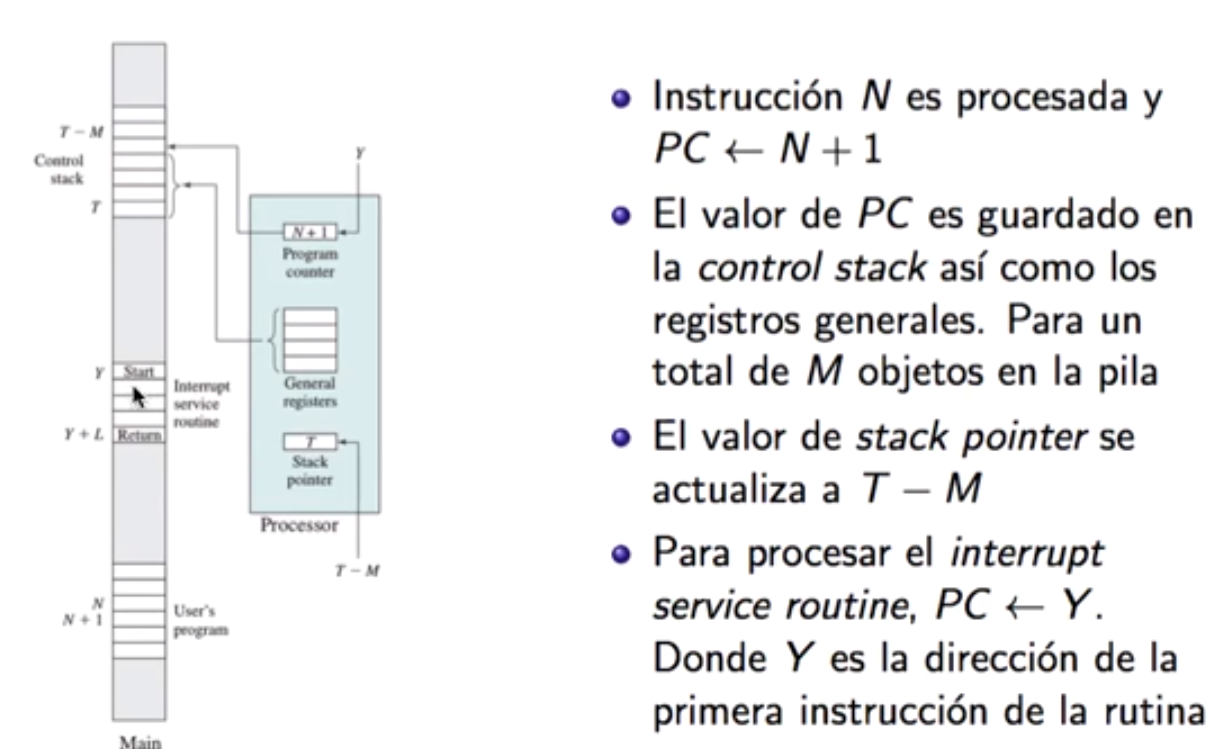 T − M
Control
stack
T
Y
N + 1
Program
counter
General
registers
T
Stack
pointer
Processor
T − M
Y
Start
Interrupt
service
routine
Y + L
Return
N
N + 1
User's
program
Main
Instrucción N es procesada y
PC ← N + 1
El valor de PC es guardado en
la control stack así como los
registros generales. Para un
total de M objetos en la pila
El valor de stack pointer se
actualiza a T − M
Para procesar el interrupt
service routine, PC ← Y.
Donde Y es la dirección de la
primera instrucción de la rutina